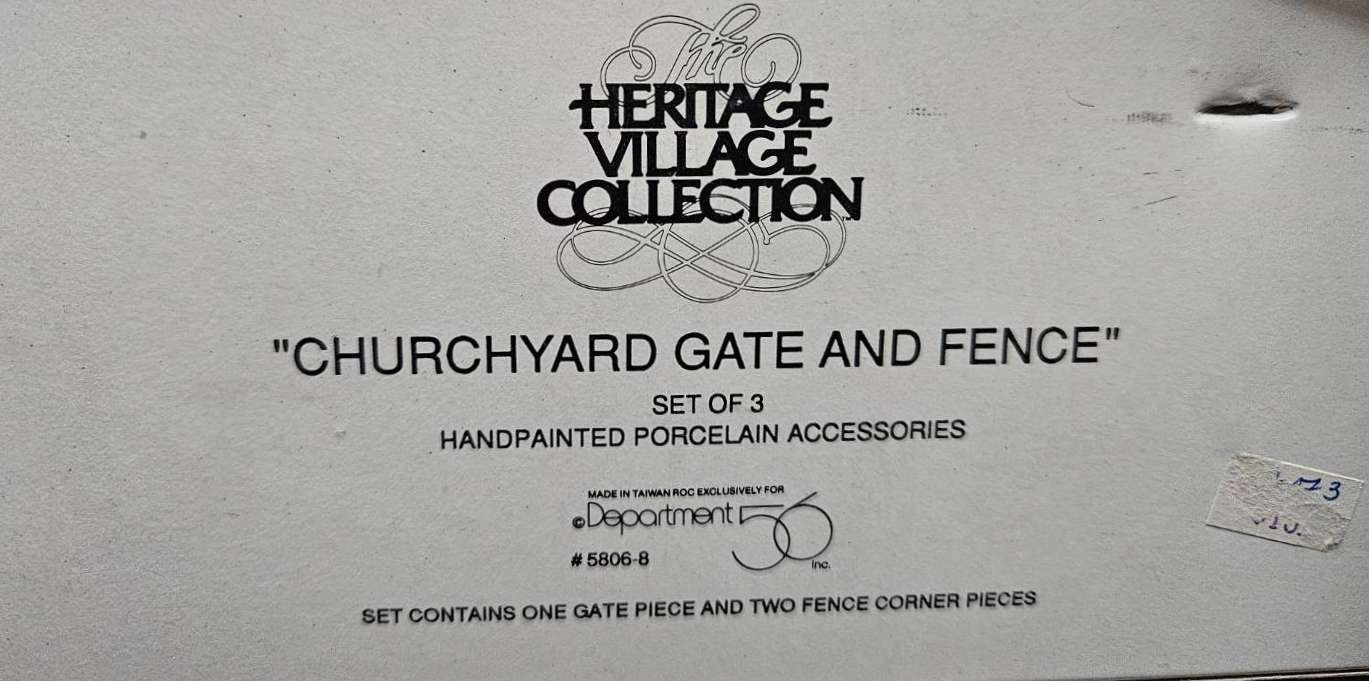 The
HERITAGE
VILLAGE
COLLECTION™
"CHURCHYARD GATE AND FENCE"
SET OF 3
HANDPAINTED PORCELAIN ACCESSORIES
MADE IN TAIWAN ROC EXCLUSIVELY FOR
©Department 56
Inc.
# 5806-8
SET CONTAINS ONE GATE PIECE AND TWO FENCE CORNER PIECES